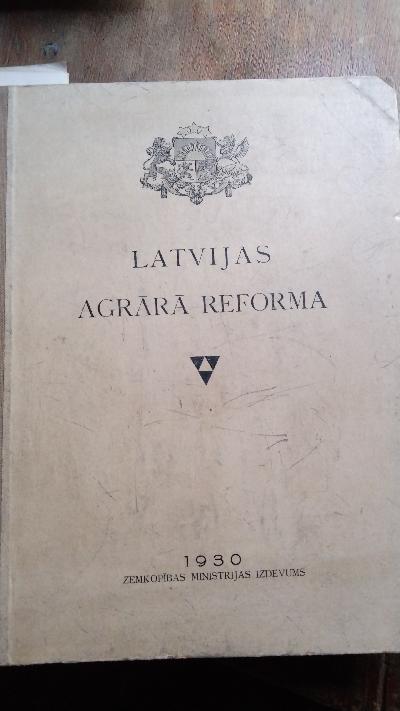 LATVIJAS
AGRĀRĀ REFORMA
1930
ZEMKOPĪBAS MINISTRIJAS IZDEVUMS